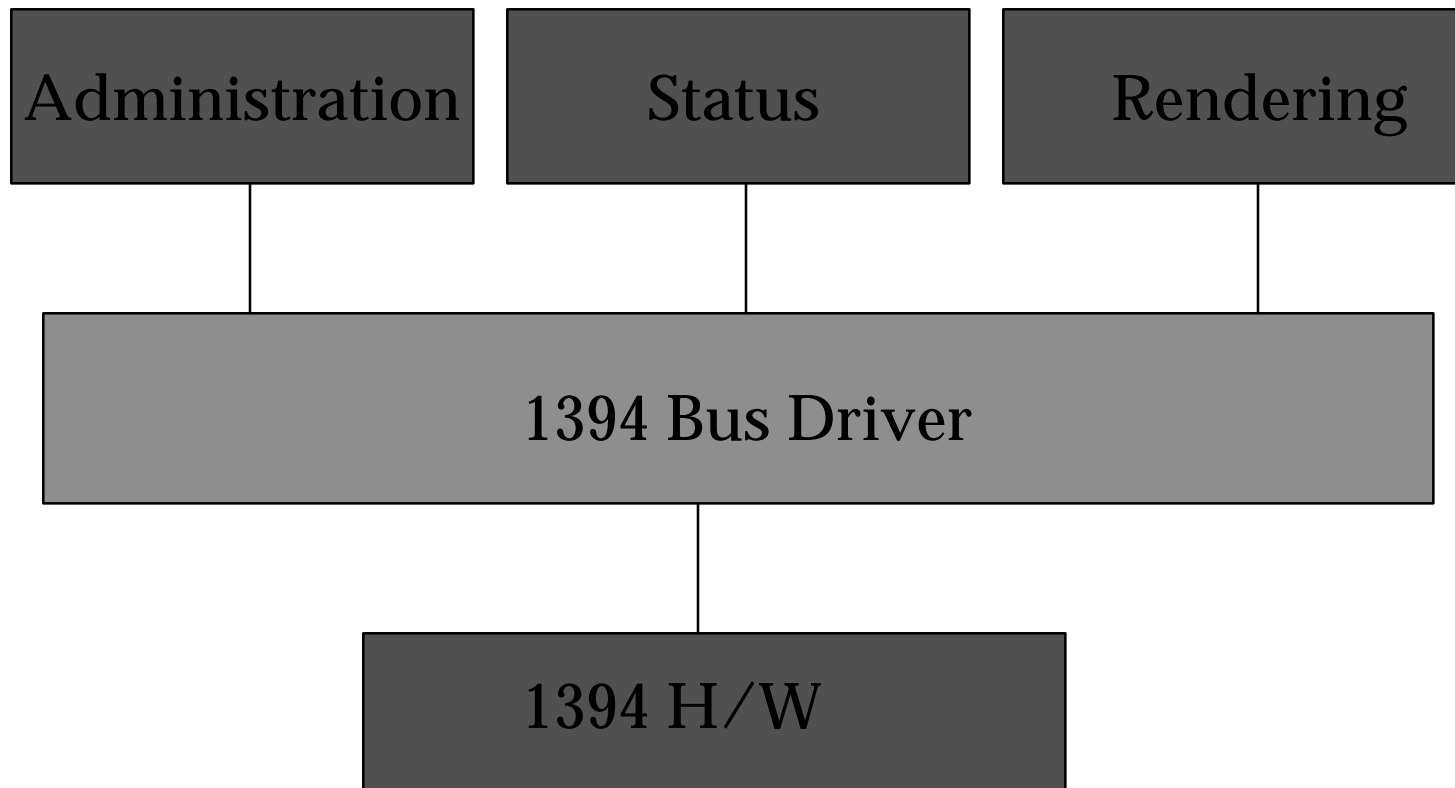 Administration
Status
Rendering
1394 Bus Driver
1394 H/W